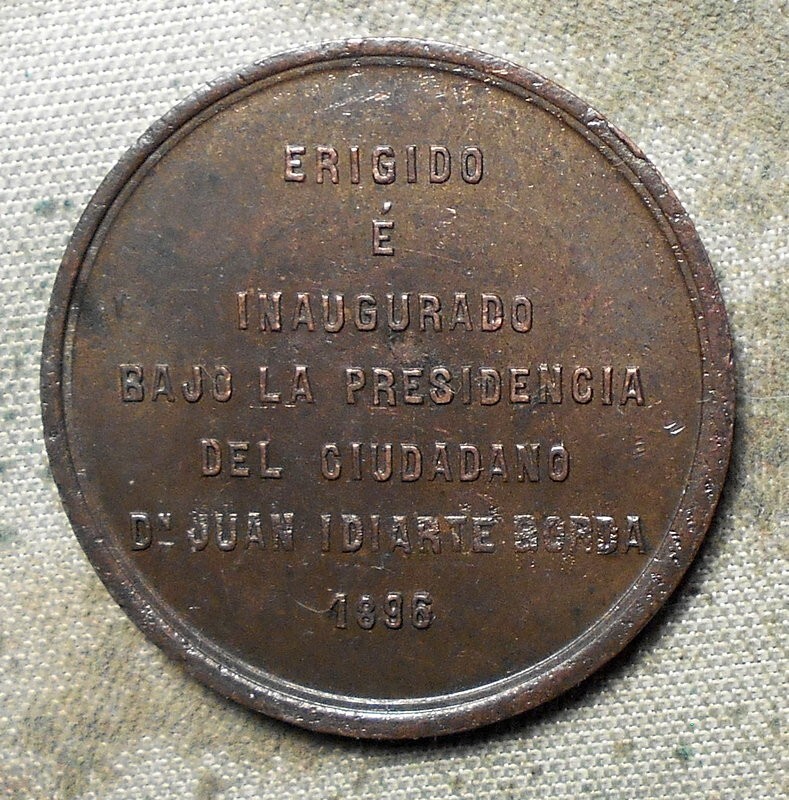 ERIGIDO
É
INAUGURADO
BAJO LA PRESIDENCIA
DEL CIUDADANO
Dn JUAN IDIARTE BORDA
1896